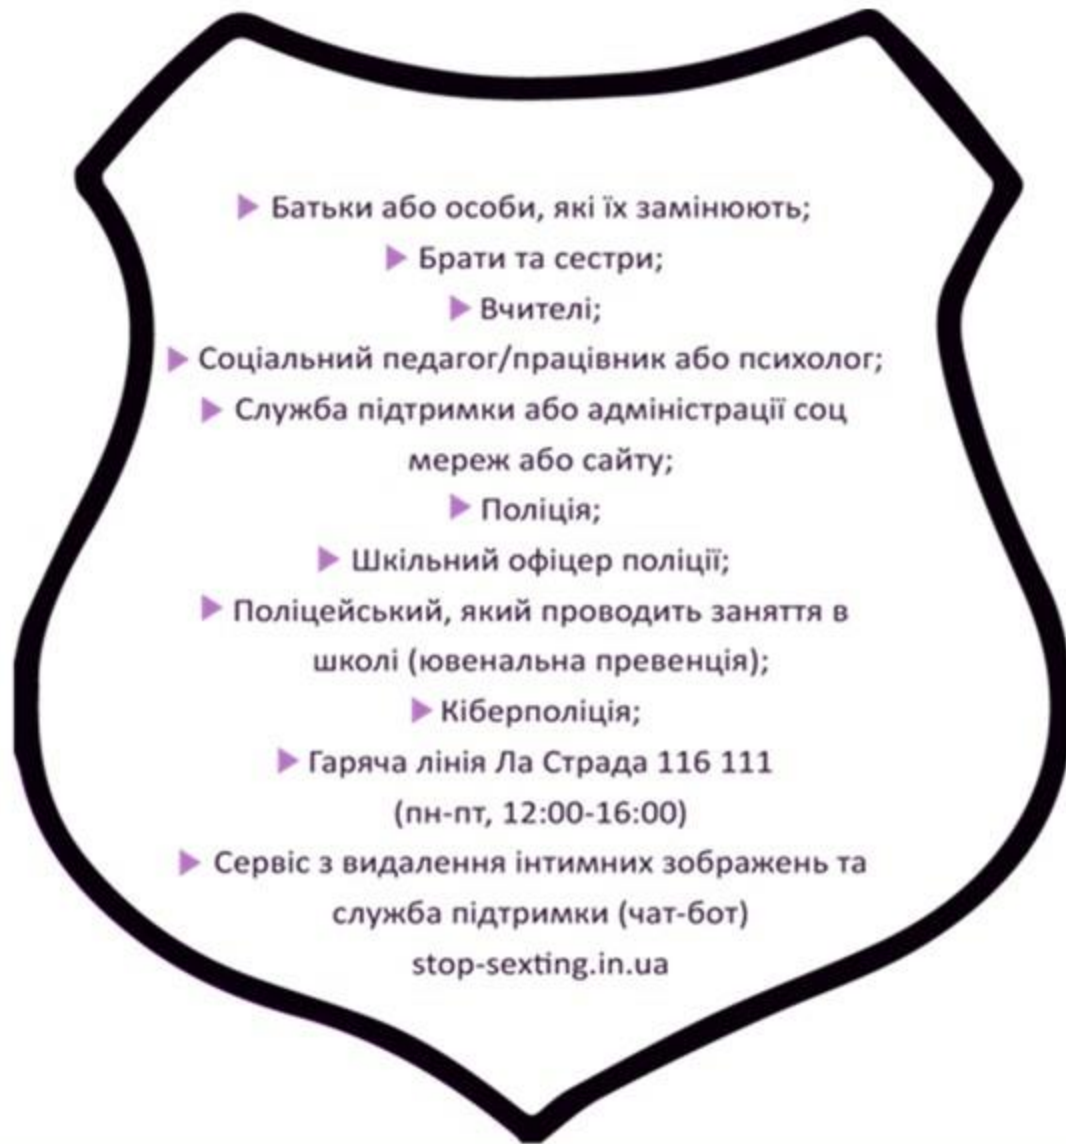 ▶ Батьки або особи, які їх замінюють;
▶ Брати та сестри;
▶ Вчителі;
▶ Соціальний педагог/працівник або психолог;
▶ Служба підтримки або адміністрації соц
мереж або сайту;
▶ Поліція;
▶ Шкільний офіцер поліції;
▶ Поліцейський, який проводить заняття в
школі (ювенальна превенція);
▶ Кіберполіція;
▶ Гаряча лінія Ла Страда 116 111
(пн-пт, 12:00-16:00)
▶ Сервіс з видалення інтимних зображень та
служба підтримки (чат-бот)
stop-sexting.in.ua